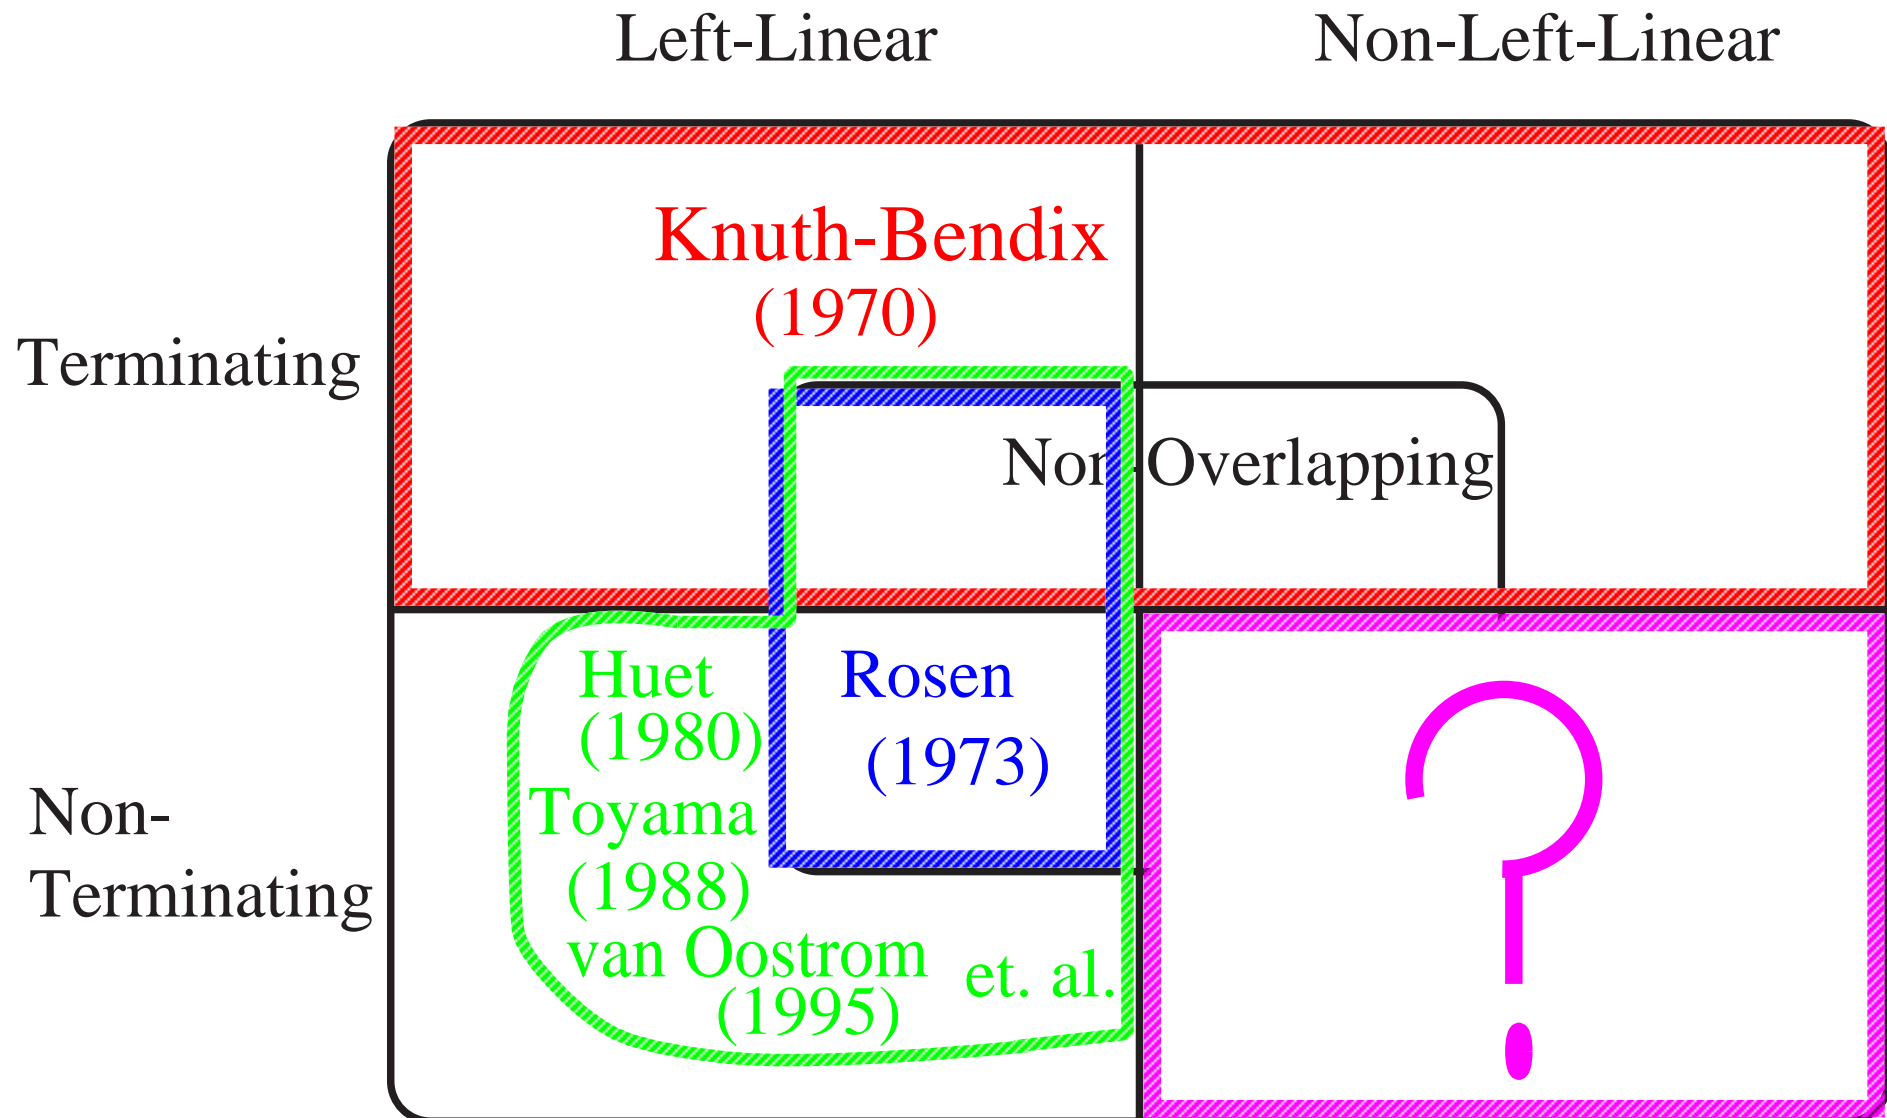 Left-Linear
Non-Left-Linear
Knuth-Bendix
(1970)
Terminating
Non-Overlapping
Huet
(1980)
Rosen
(1973)
Non-
Terminating
Toyama
(1988)
van Oostrom et. al.
(1995)
?